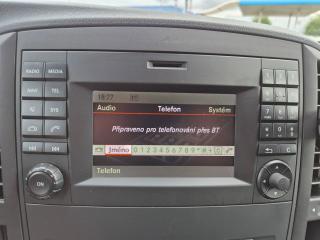 RADIO MEDIA
NAVI TEL
SYS
18:27
Audio Telefon Systém
Připraveno pro telefonování přes BT
Jméno 0 1 2 3 4 5 6 7 8 9 * # + C
Telefon
ON
C